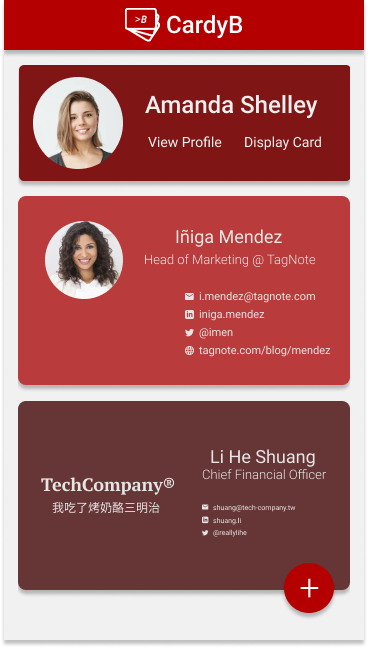 >B CardyB
Amanda Shelley
View Profile Display Card
Iñiga Mendez
Head of Marketing @ TagNote
i.mendez@tagnote.com
iniga.mendez
@imen
tagnote.com/blog/mendez
TechCompany®
我吃了烤奶酪三明治
Li He Shuang
Chief Financial Officer
shuang@tech-company.tw
shuang.li
@reallylihe